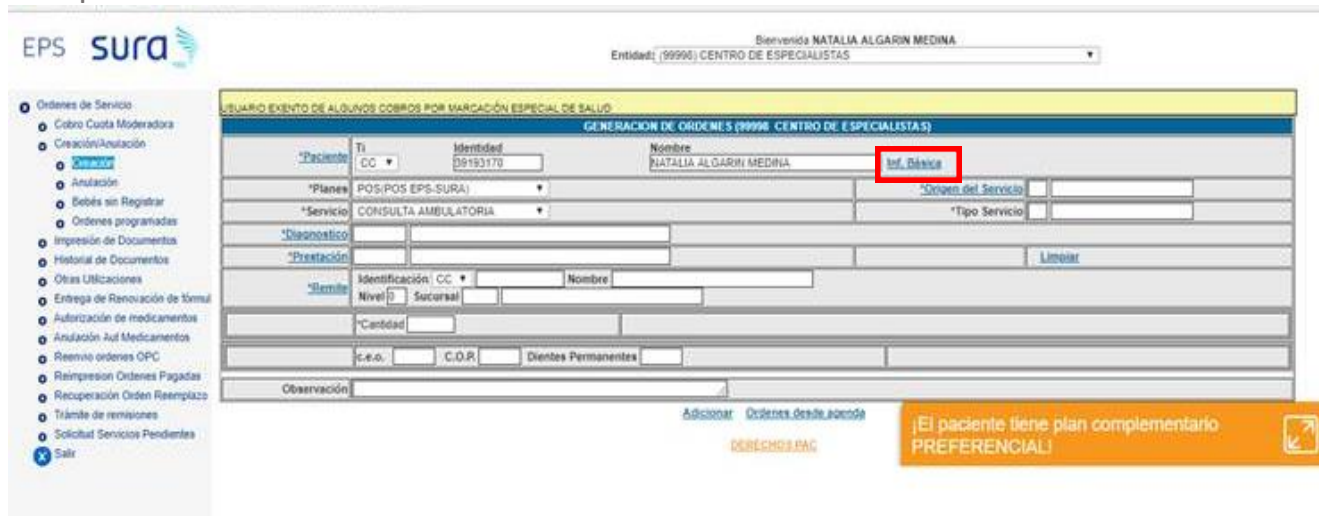 EPS sura
Bienvenida NATALIA ALGARIN MEDINA
Entidad: (99998) CENTRO DE ESPECIALISTAS
Ordenes de Servicio
Cobro Cuota Moderadora
Creación/Anulación
Creación
Anulación
Bebés sin Registrar
Ordenes programadas
Impresión de Documentos
Historial de Documentos
Otras Utilizaciones
Entrega de Renovación de fórmul
Autorización de medicamentos
Anulación Aut Medicamentos
Reenvio ordenes OPC
Reimpresion Ordenes Pagadas
Recuperación Orden Reemplazo
Trámite de remisiones
Solicitud Servicios Pendientes
Salir
USUARIO EXENTO DE ALGUNOS COBROS POR MARCACIÓN ESPECIAL DE SALUD
GENERACION DE ORDENES (99998 CENTRO DE ESPECIALISTAS)
Ti Identidad Nombre
*Paciente CC 39193170 NATALIA ALGARIN MEDINA Inf. Básica
*Planes POS(POS EPS-SURA) *Origen del Servicio
*Servicio CONSULTA AMBULATORIA *Tipo Servicio
*Diagnostico
*Prestación Limpiar
*Remite Identificación CC Nombre
Nivel 0 Sucursal
*Cantidad
c.e.o. C.O.P. Dientes Permanentes
Observación
Adicionar Ordenes desde agenda
DERECHOS PAC
¡El paciente tiene plan complementario
PREFERENCIAL!